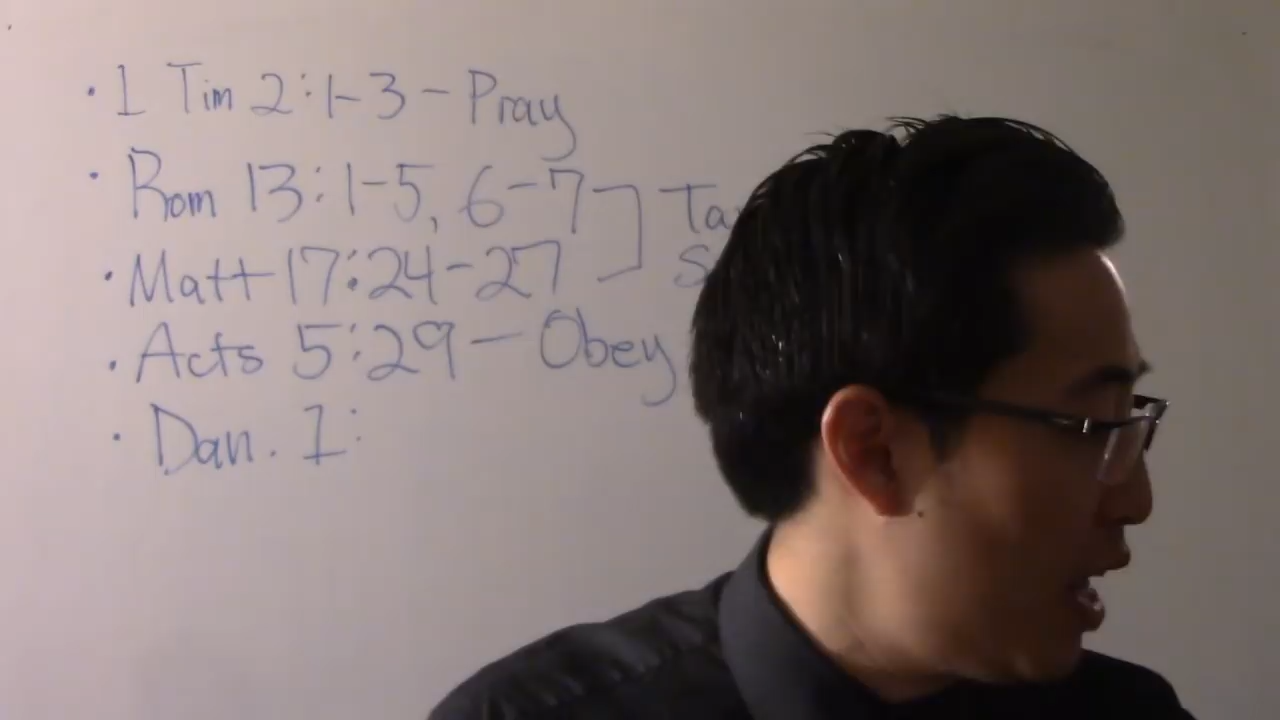 • 1 Tim 2:1-3 - Pray
• Rom 13:1-5, 6-7 ]
• Matt 17:24-27
• Acts 5:29 - Obey
• Dan. 1: